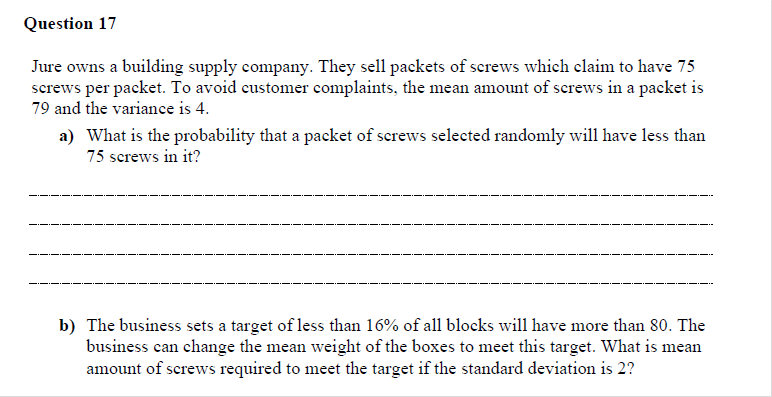 Question 17
Jure owns a building supply company. They sell packets of screws which claim to have 75
screws per packet. To avoid customer complaints, the mean amount of screws in a packet is
79 and the variance is 4.
a) What is the probability that a packet of screws selected randomly will have less than
75 screws in it?
b) The business sets a target of less than 16% of all blocks will have more than 80. The
business can change the mean weight of the boxes to meet this target. What is mean
amount of screws required to meet the target if the standard deviation is 2?